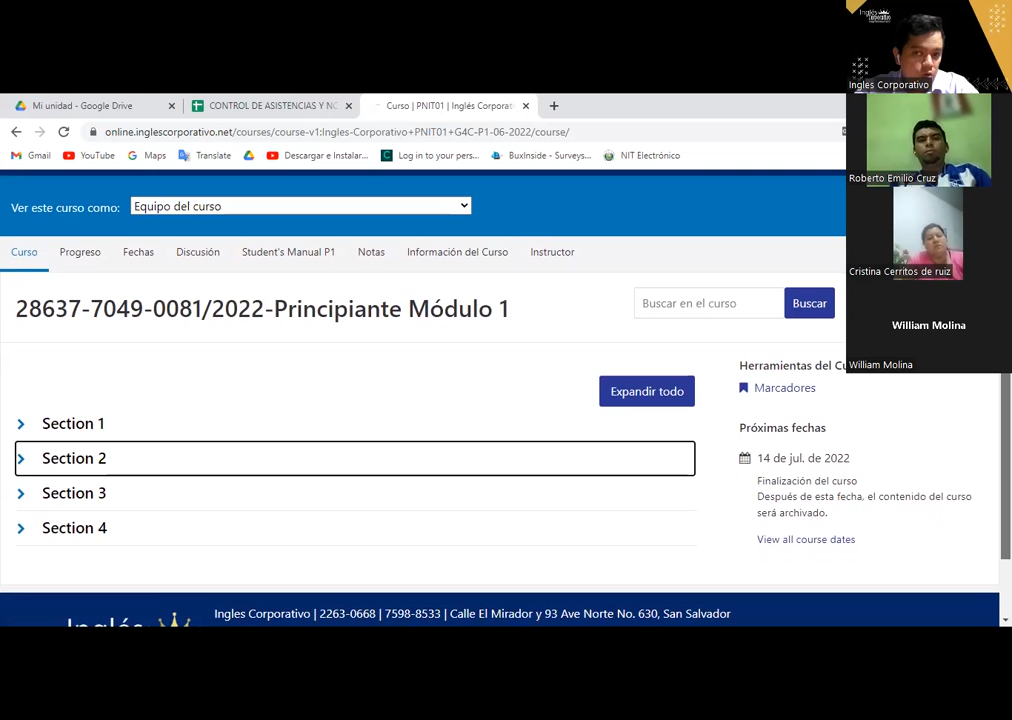 Mi unidad - Google Drive
CONTROL DE ASISTENCIAS Y NO
Curso | PNIT01 | Inglés Corporat
online.inglescorporativo.net/courses/course-v1:Ingles-Corporativo+PNIT01+G4C-P1-06-2022/course/
Gmail
YouTube
Maps
Translate
Descargar e Instalar...
Log in to your pers...
BuxInside - Surveys...
NIT Electrónico
Ver este curso como:
Equipo del curso
Curso
Progreso
Fechas
Discusión
Student's Manual P1
Notas
Información del Curso
Instructor
28637-7049-0081/2022-Principiante Módulo 1
Buscar en el curso
Buscar
Expandir todo
Section 1
Section 2
Section 3
Section 4
Herramientas del Cu
Marcadores
Próximas fechas
14 de jul. de 2022
Finalización del curso
Después de esta fecha, el contenido del curso
será archivado.
View all course dates
Ingles Corporativo | 2263-0668 | 7598-8533 | Calle El Mirador y 93 Ave Norte No. 630, San Salvador
Inglés
Inglés
Corporativo
Ingles Corporativo
Roberto Emilio Cruz
Cristina Cerritos de ruiz
William Molina
William Molina